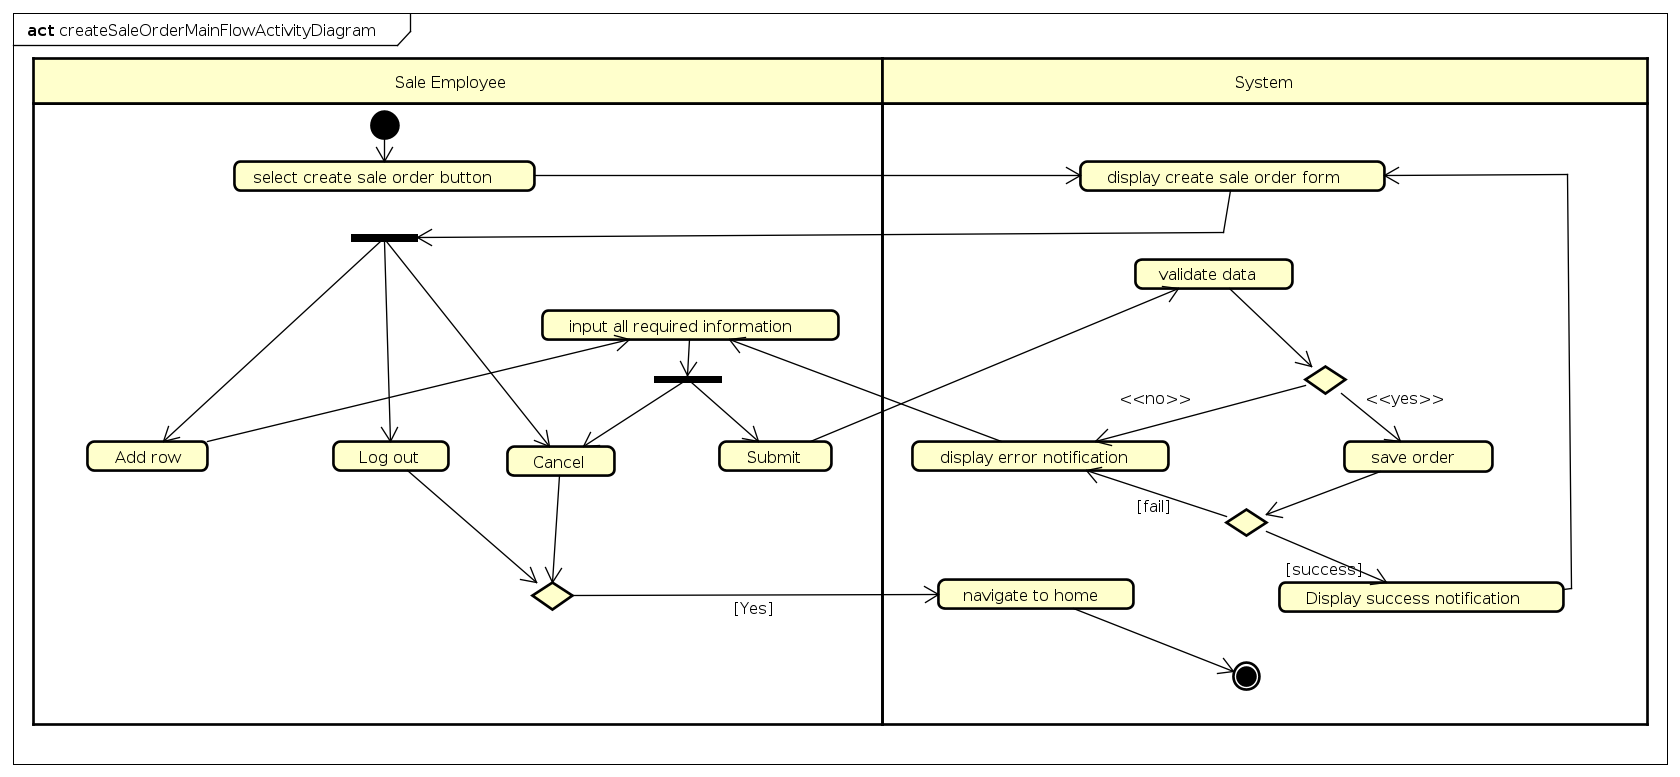 act createSaleOrderMainFlowActivityDiagram
Sale Employee
System
select create sale order button
display create sale order form
validate data
input all required information
<<no>>
<<yes>>
Add row
Log out
Cancel
Submit
display error notification
save order
[fail]
[success]
navigate to home
Display success notification
[Yes]